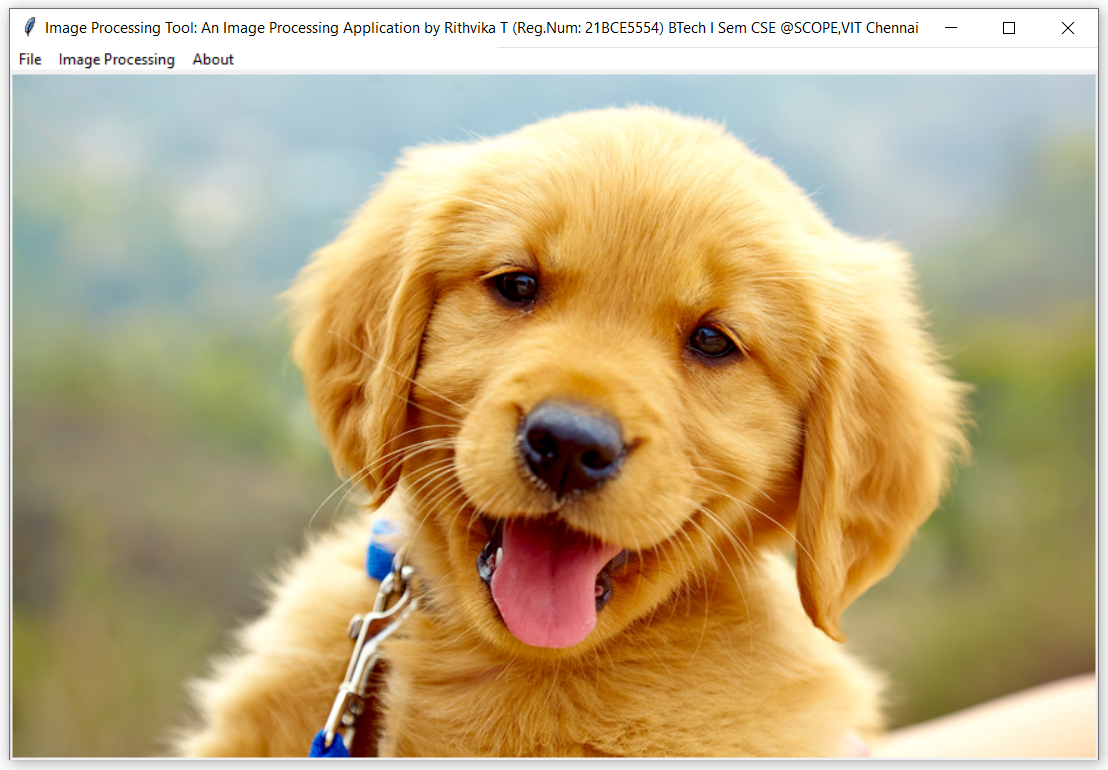 Image Processing Tool: An Image Processing Application by Rithvika T (Reg.Num: 21BCE5554) BTech I Sem CSE @SCOPE,VIT Chennai
File Image Processing About